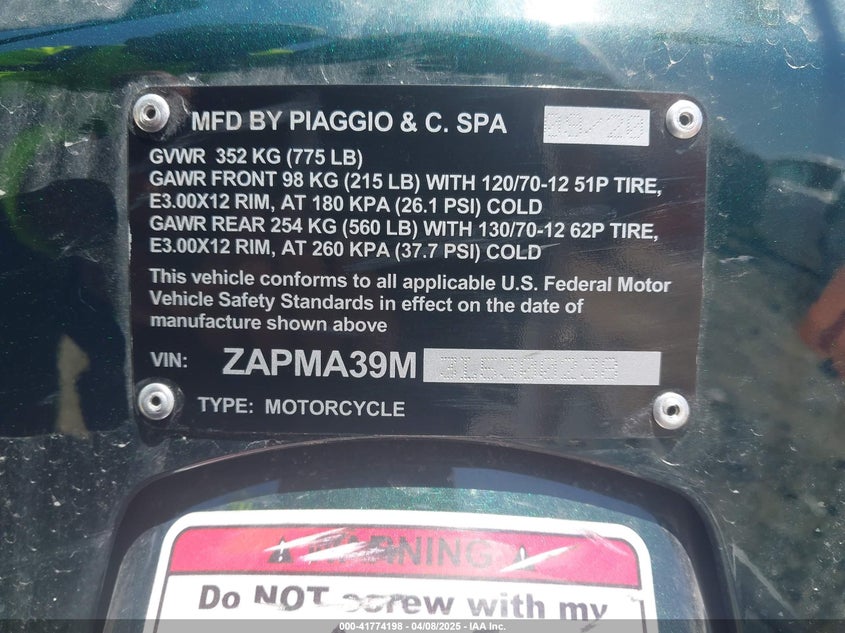 MFD BY PIAGGIO & C. SPA
GVWR 352 KG (775 LB)
GAWR FRONT 98 KG (215 LB) WITH 120/70-12 51P TIRE,
E3.00X12 RIM, AT 180 KPA (26.1 PSI) COLD
GAWR REAR 254 KG (560 LB) WITH 130/70-12 62P TIRE,
E3.00X12 RIM, AT 260 KPA (37.7 PSI) COLD
This vehicle conforms to all applicable U.S. Federal Motor
Vehicle Safety Standards in effect on the date of
manufacture shown above
VIN: ZAPMA39M
TYPE: MOTORCYCLE
WARNING
Do NOT screw with my
000-41774198 - 04/08/2025 - IAA Inc.